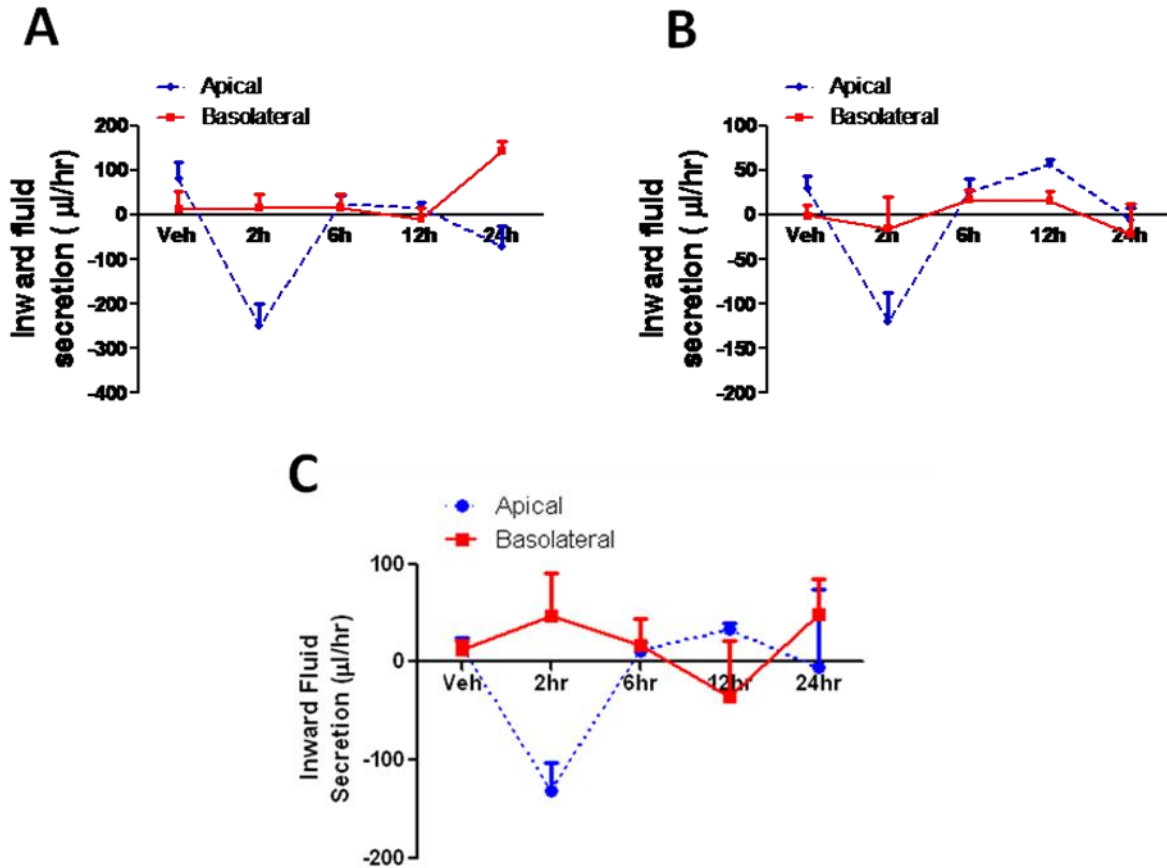 A
Apical
Basolateral
200
100
0
-100
-200
-300
-400
Inward fluid
secretion ( µl/hr)
Veh 2h 6h 12h 24h
B
Apical
Basolateral
100
50
0
-50
-100
-150
-200
Inward fluid
secretion ( µl/hr)
Veh 2h 6h 12h 24h
C
Apical
Basolateral
100
0
-100
-200
Inward Fluid
Secretion (µl/hr)
Veh 2hr 6hr 12hr 24hr